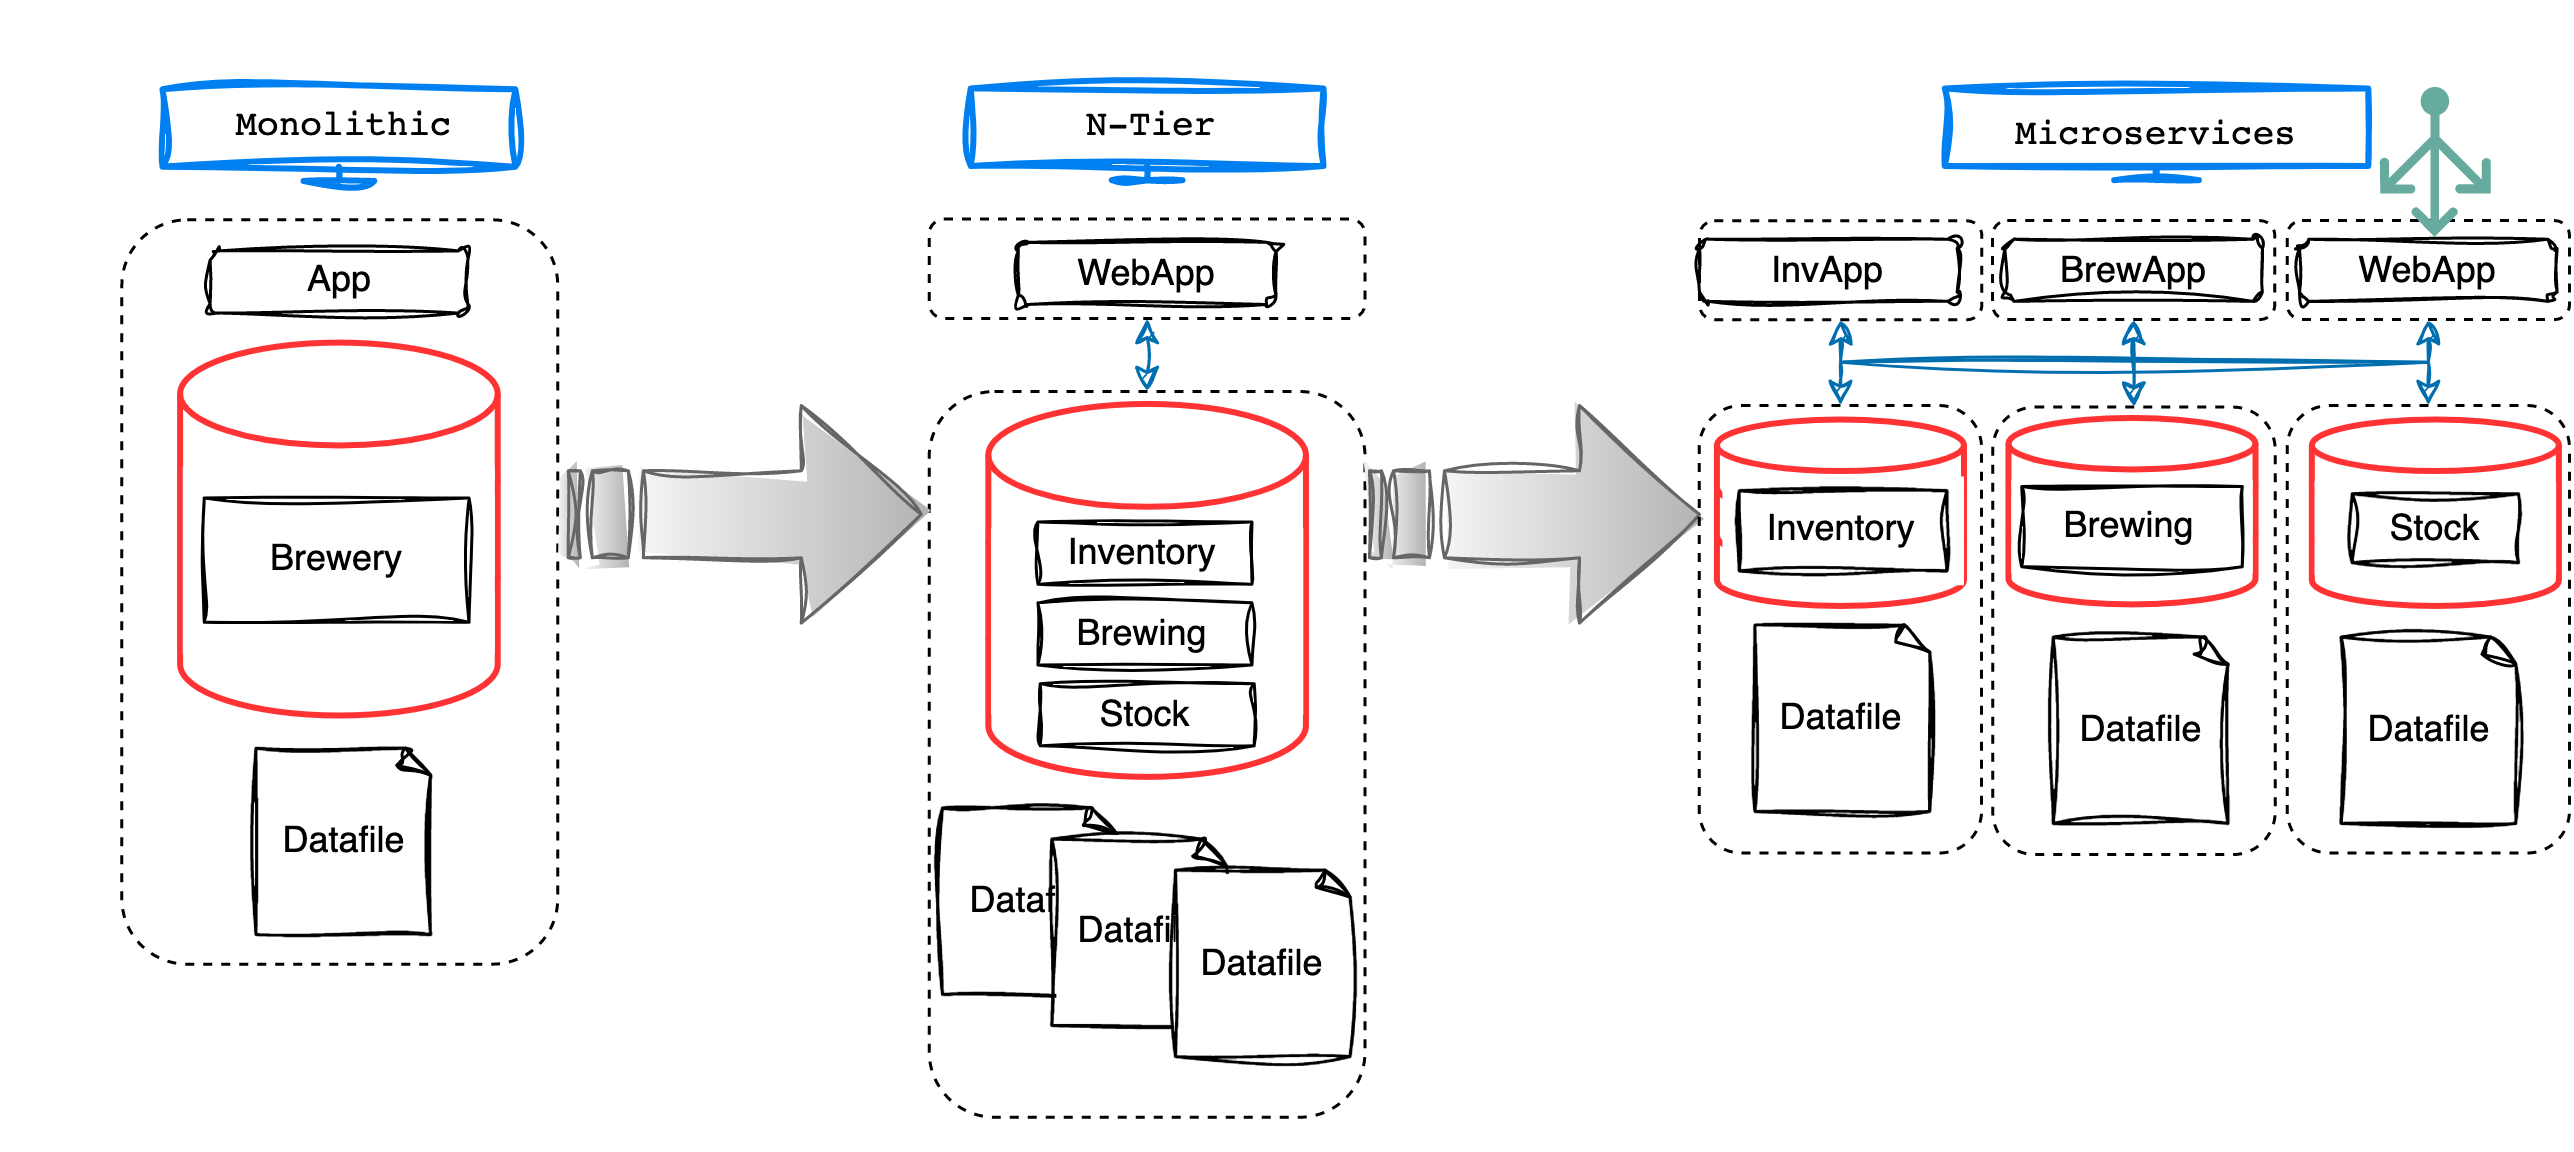 Monolithic
App
Brewery
Datafile
N-Tier
WebApp
Inventory
Brewing
Stock
Dataf
Datafi
Datafile
Microservices
InvApp
BrewApp
WebApp
Inventory
Brewing
Stock
Datafile
Datafile
Datafile